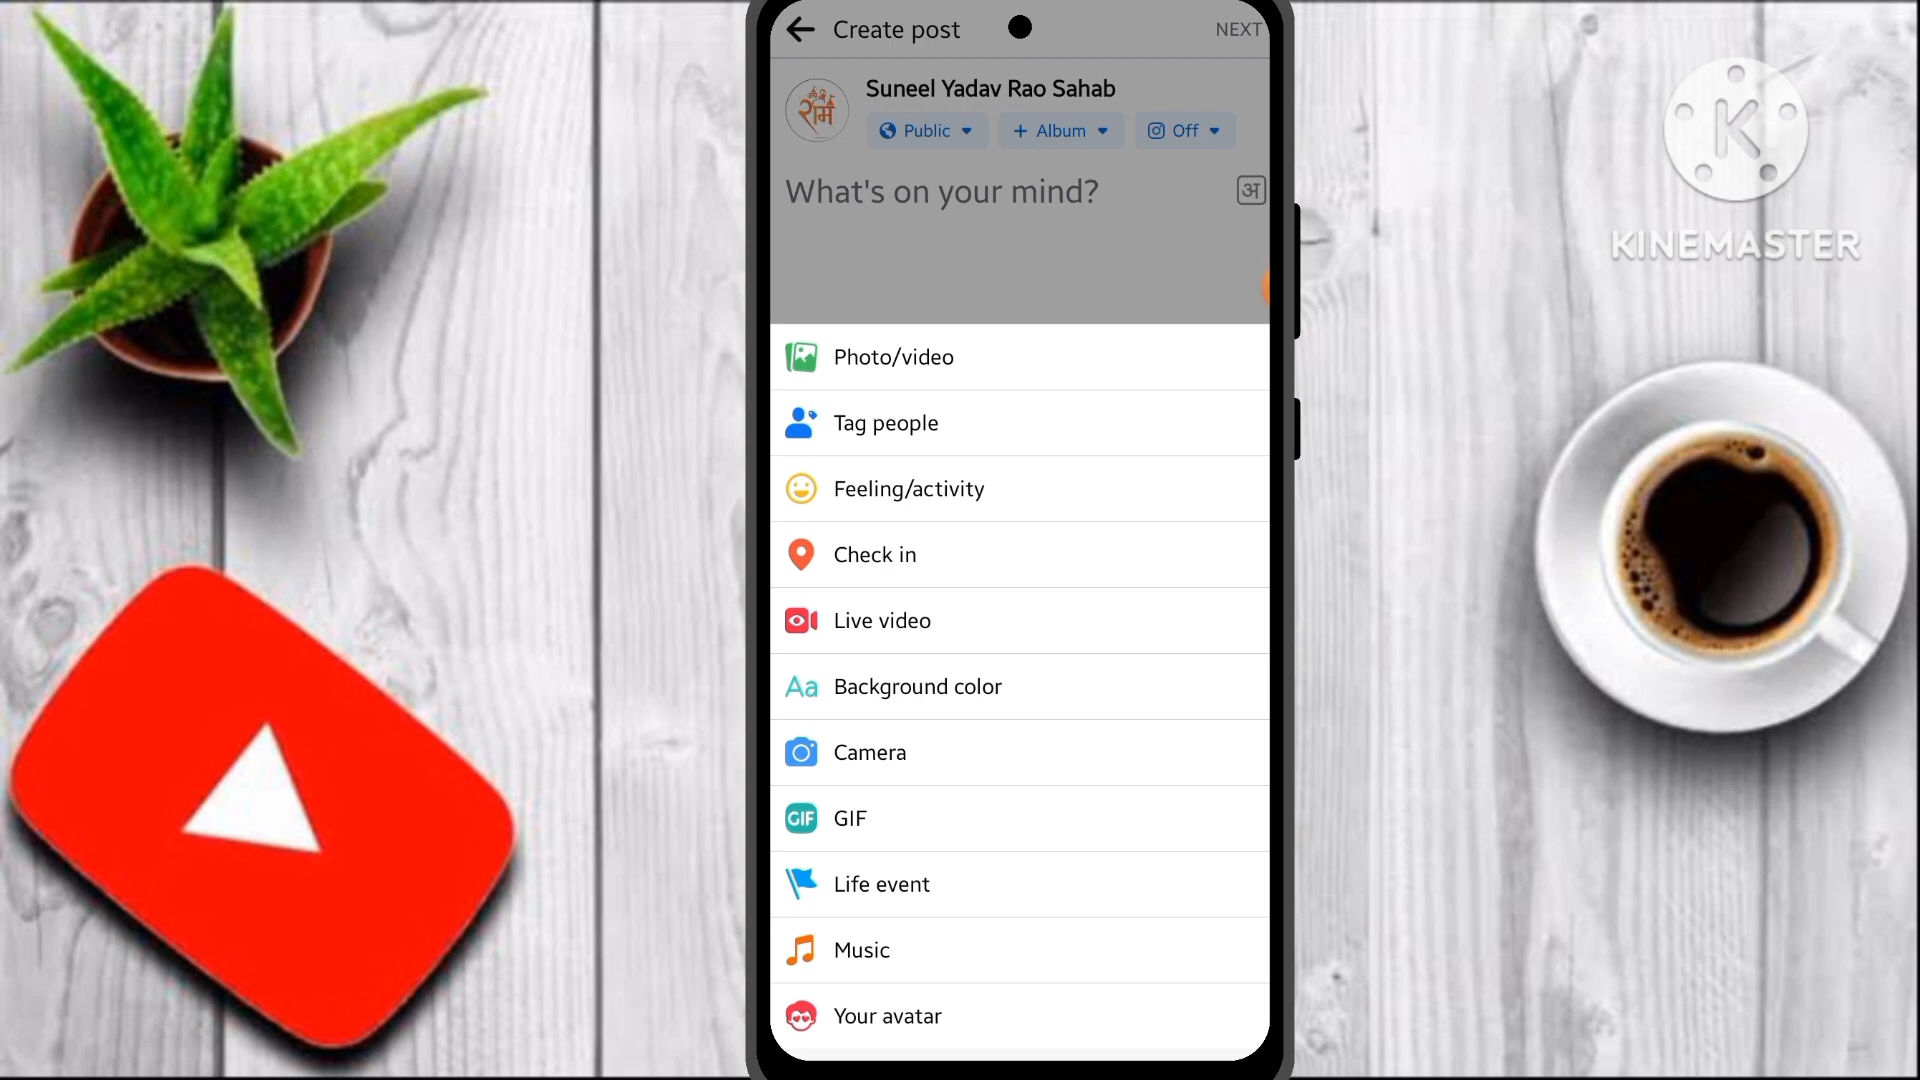 Create post
NEXT
राम
Suneel Yadav Rao Sahab
Public
+ Album
Off
What's on your mind?
अ
Photo/video
Tag people
Feeling/activity
Check in
Live video
Aa Background color
Camera
GIF GIF
Life event
Music
Your avatar
K
KINEMASTER